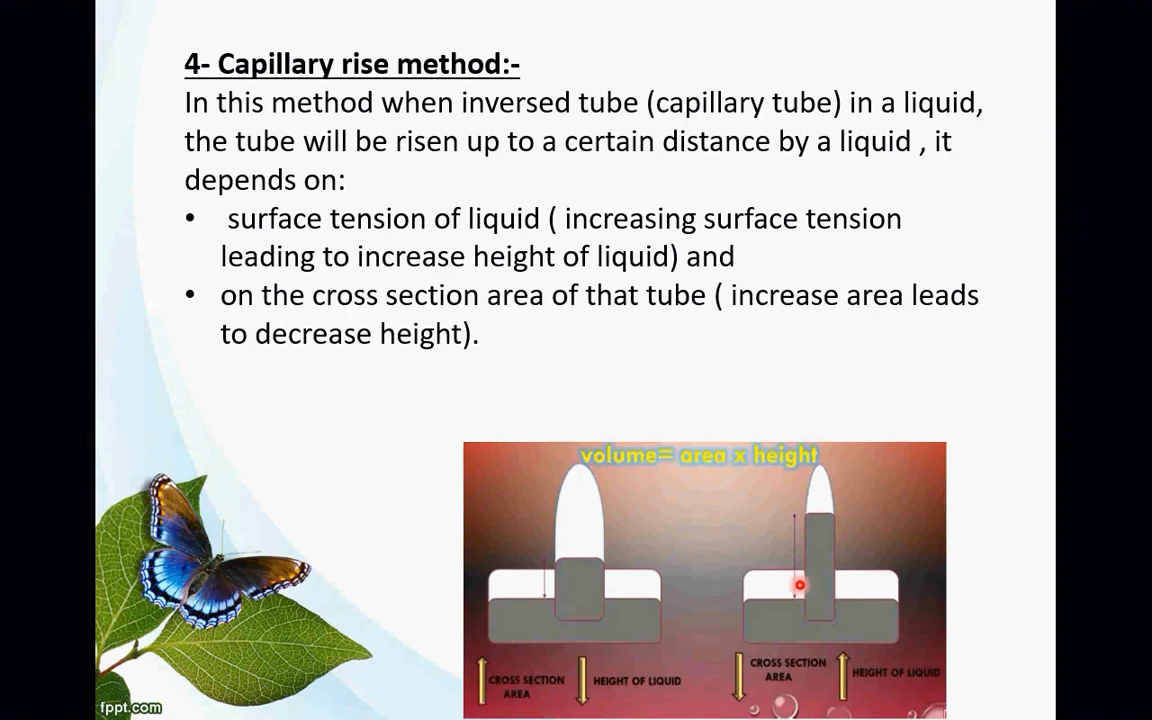 4- Capillary rise method:-
In this method when inversed tube (capillary tube) in a liquid,
the tube will be risen up to a certain distance by a liquid , it
depends on:
• surface tension of liquid ( increasing surface tension
leading to increase height of liquid) and
• on the cross section area of that tube ( increase area leads
to decrease height).
volume= area x height
CROSS SECTION
AREA
HEIGHT OF LIQUID
CROSS SECTION
AREA
HEIGHT OF LIQUID
fppt.com